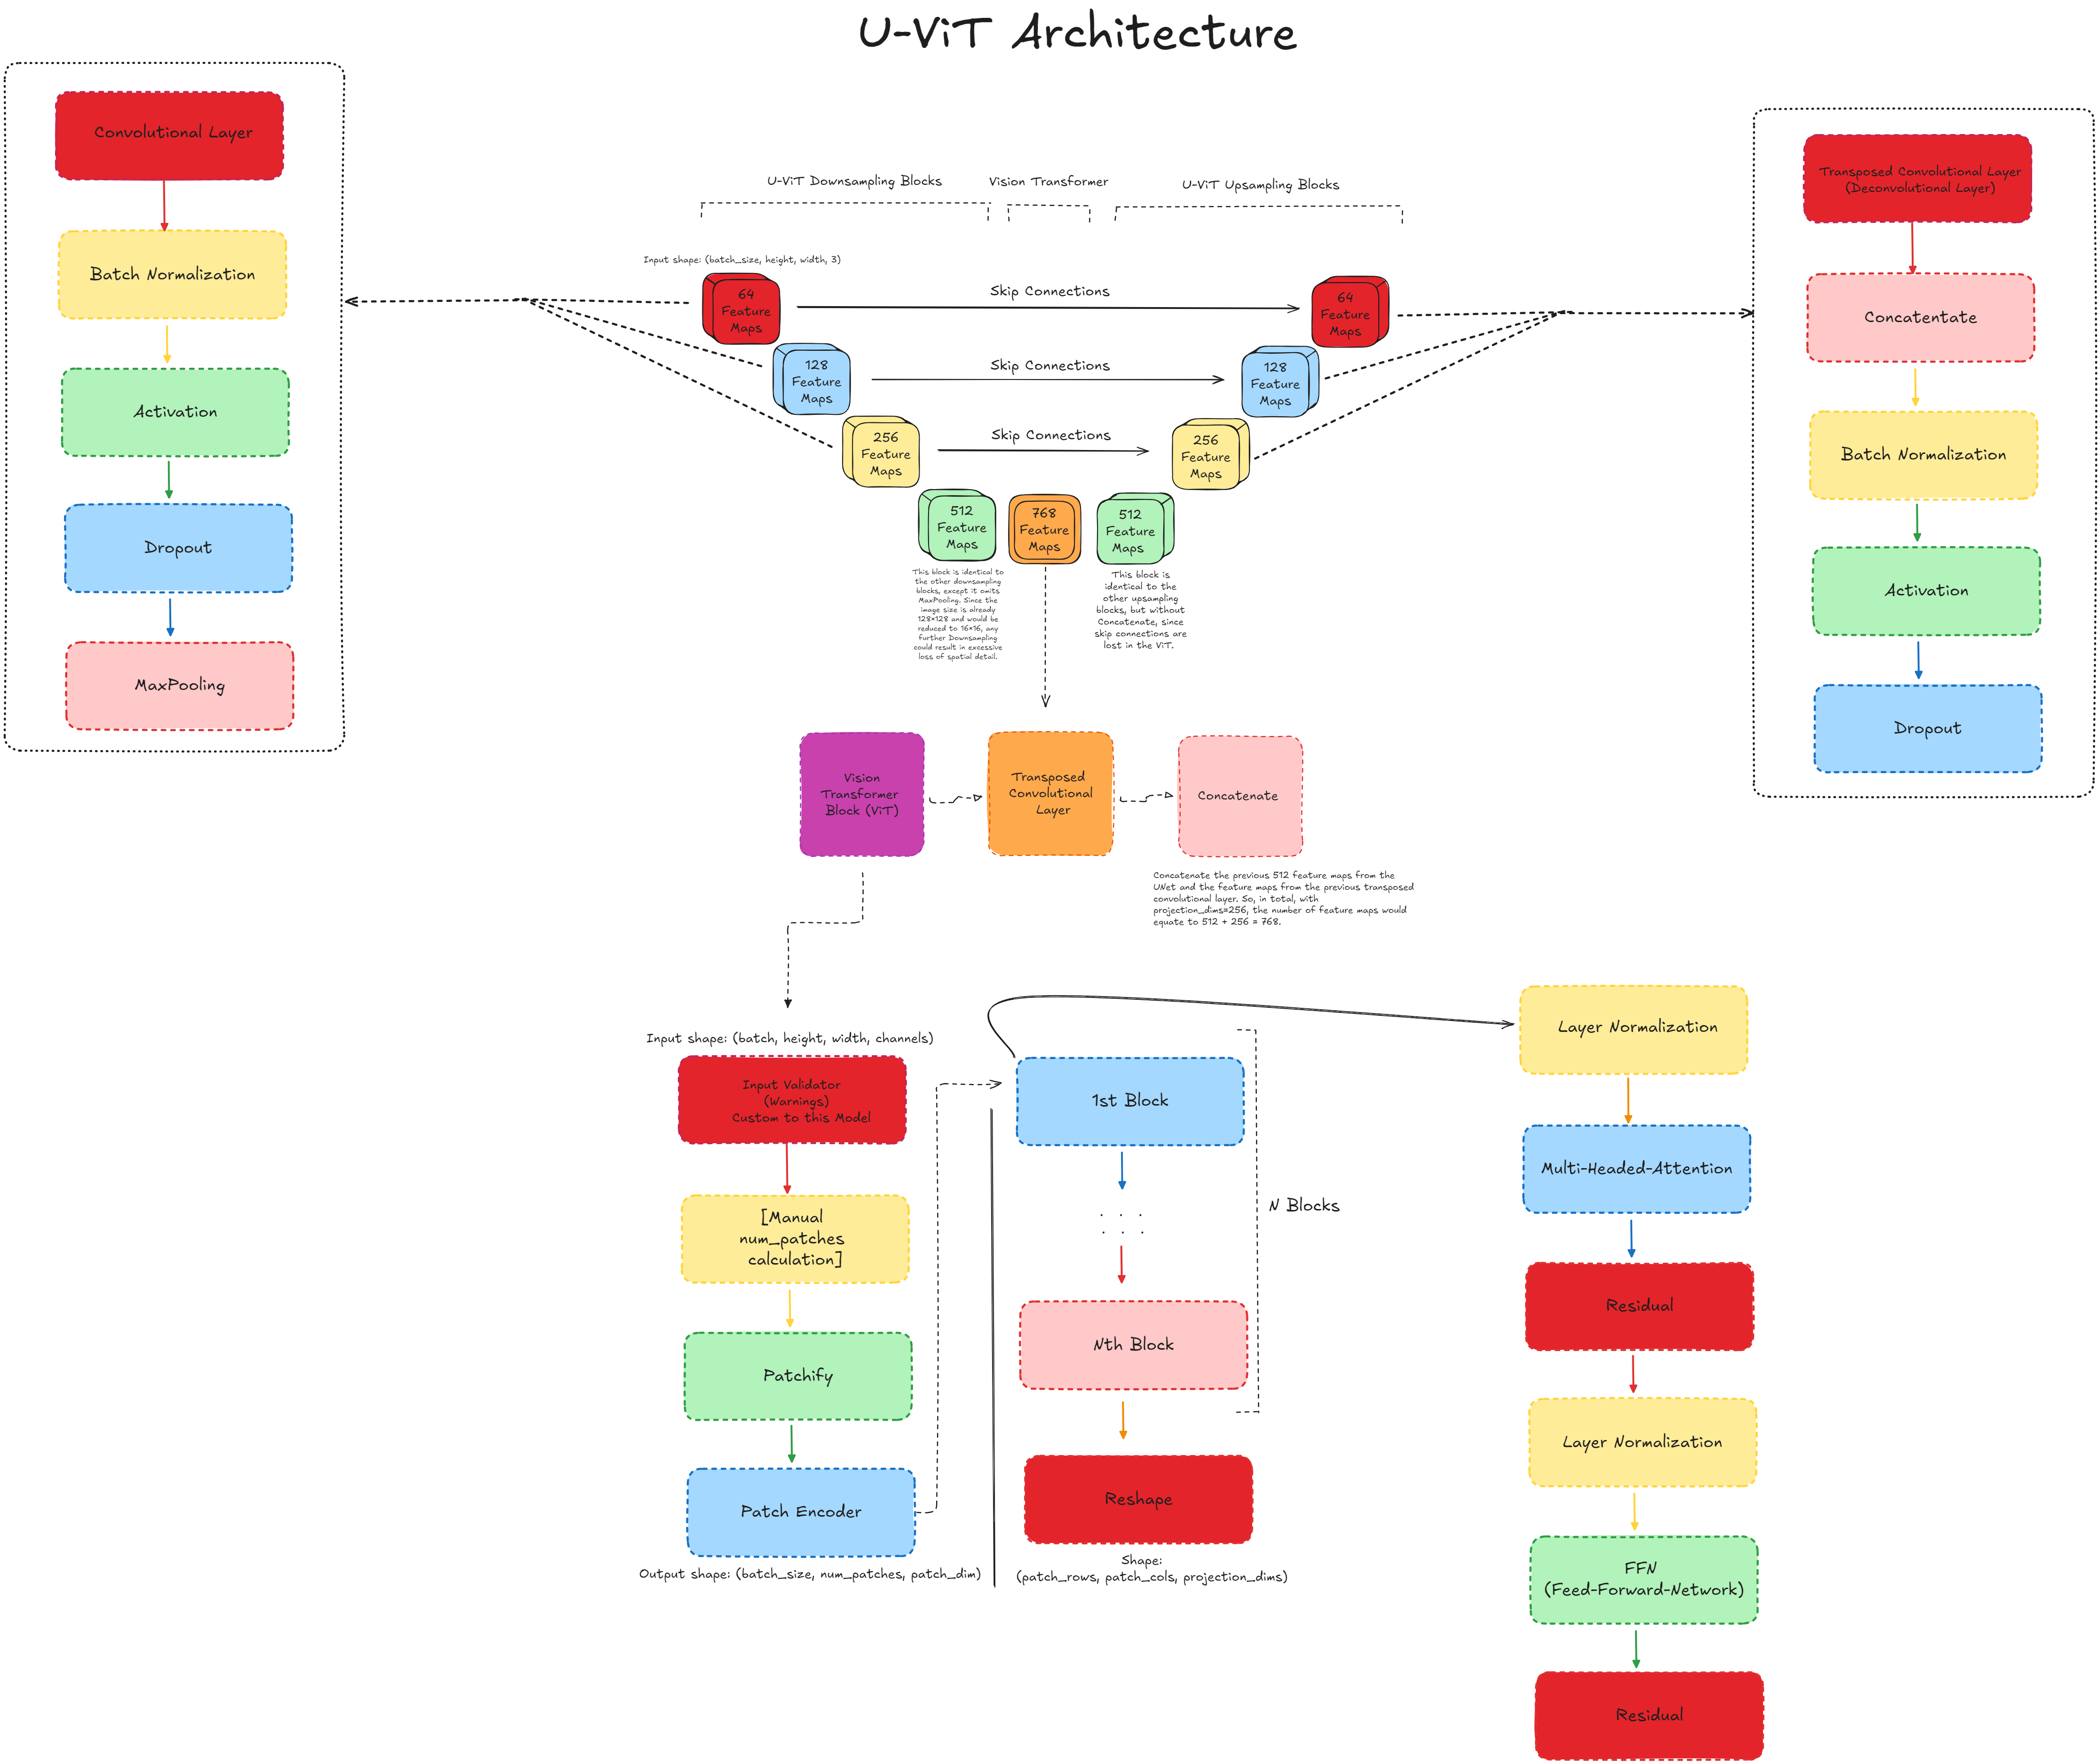 U-ViT Architecture
Convolutional Layer
Batch Normalization
Activation
Dropout
MaxPooling
U-ViT Downsampling Blocks
Vision Transformer
U-ViT Upsampling Blocks
Input shape: (batch_size, height, width, 3)
64
Feature
Maps
Skip Connections
64
Feature
Maps
128
Feature
Maps
Skip Connections
128
Feature
Maps
256
Feature
Maps
Skip Connections
256
Feature
Maps
512
Feature
Maps
768
Feature
Maps
512
Feature
Maps
This block is identical to
the other downsampling
blocks, except it omits
MaxPooling. Since the
image size is already
128×128 and would be
reduced to 16×16, any
further Downsampling
could result in excessive
loss of spatial detail.
This block is
identical to the
other upsampling
blocks, but without
Concatenate, since
skip connections are
lost in the ViT.
Transposed Convolutional Layer
(Deconvolutional Layer)
Concatentate
Batch Normalization
Activation
Dropout
Vision
Transformer
Block (ViT)
Transposed
Convolutional
Layer
Concatenate
Concatenate the previous 512 feature maps from the
UNet and the feature maps from the previous transposed
convolutional layer. So, in total, with
projection_dims=256, the number of feature maps would
equate to 512 + 256 = 768.
Input shape: (batch, height, width, channels)
Input Validator
(Warnings)
Custom to this Model
[Manual
num_patches
calculation]
Patchify
Patch Encoder
Output shape: (batch_size, num_patches, patch_dim)
1st Block
. . .
. . .
Nth Block
N Blocks
Reshape
Shape:
(patch_rows, patch_cols, projection_dims)
Layer Normalization
Multi-Headed-Attention
Residual
Layer Normalization
FFN
(Feed-Forward-Network)
Residual